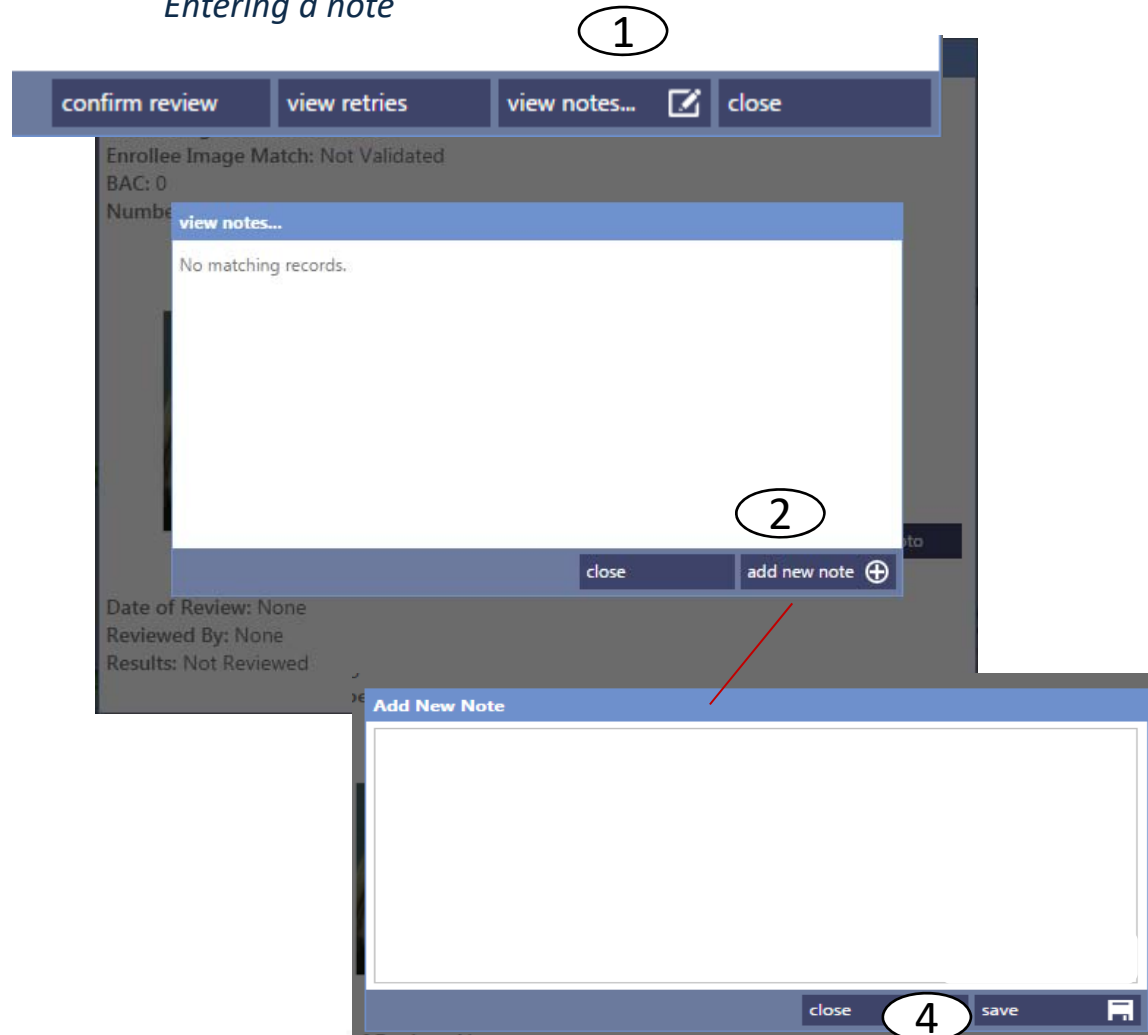 Entering a note
1
confirm review
view retries
view notes...
close
Enrollee Image Match: Not Validated
BAC: 0
Numbe
view notes...
No matching records.
2
close
add new note
oto
Date of Review: None
Reviewed By: None
Results: Not Reviewed
Add New Note
close
4
save